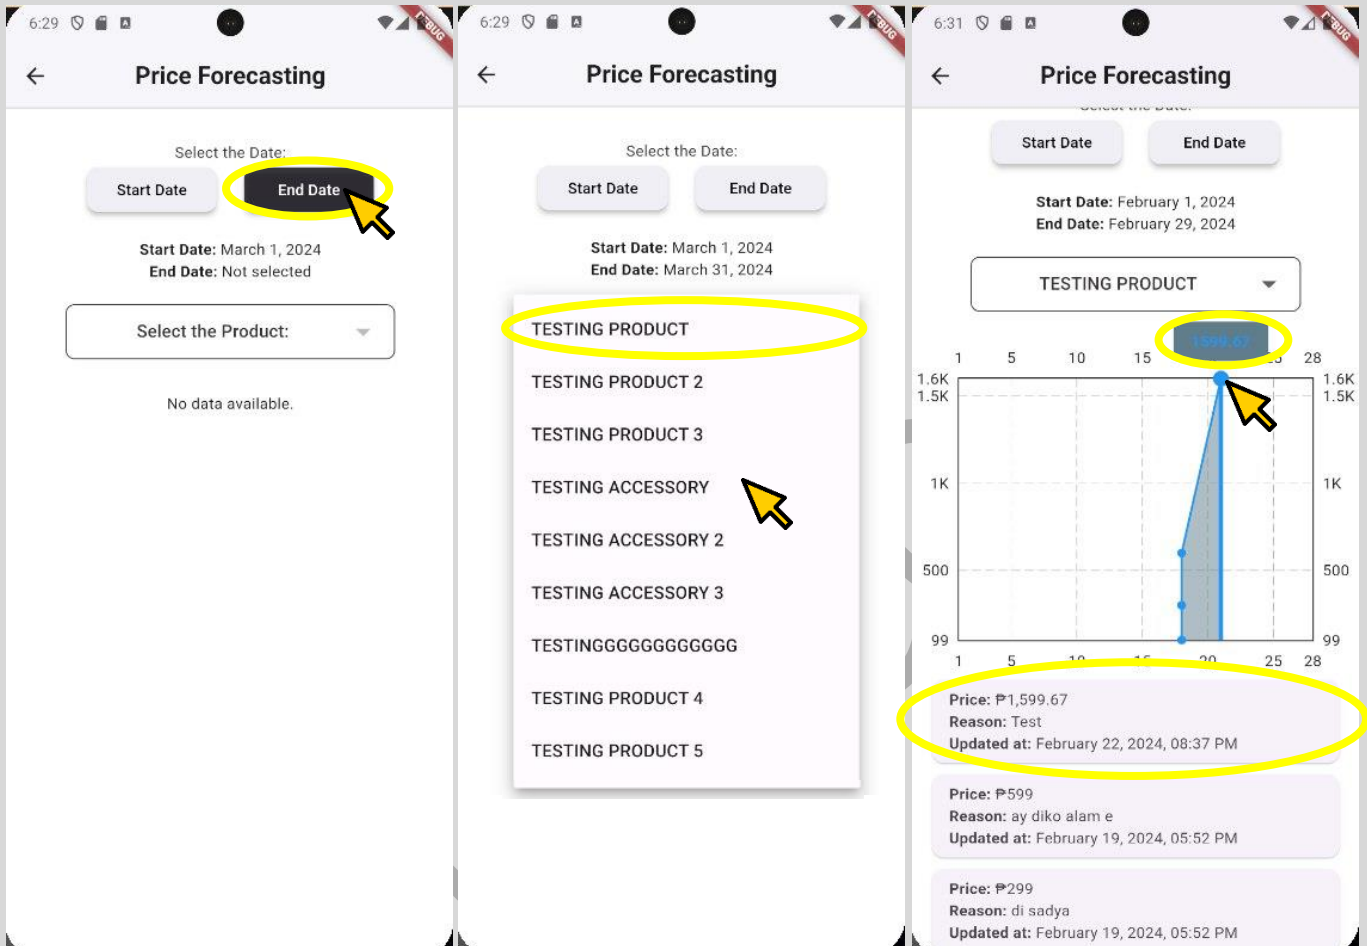 6:29
DEBUG
Price Forecasting
Select the Date:
Start Date
End Date
Start Date: March 1, 2024
End Date: Not selected
Select the Product:
No data available.
6:29
DEBUG
Price Forecasting
Select the Date:
Start Date
End Date
Start Date: March 1, 2024
End Date: March 31, 2024
TESTING PRODUCT
TESTING PRODUCT 2
TESTING PRODUCT 3
TESTING ACCESSORY
TESTING ACCESSORY 2
TESTING ACCESSORY 3
TESTINGGGGGGGGGGGG
TESTING PRODUCT 4
TESTING PRODUCT 5
6:31
DEBUG
Price Forecasting
Select the Date:
Start Date
End Date
Start Date: February 1, 2024
End Date: February 29, 2024
TESTING PRODUCT
1599.67
1 5 10 15 25 28
1.6K 1.6K
1.5K 1.5K
1K 1K
500 500
99 99
1 5 10 15 20 25 28
Price: ₱1,599.67
Reason: Test
Updated at: February 22, 2024, 08:37 PM
Price: ₱599
Reason: ay diko alam e
Updated at: February 19, 2024, 05:52 PM
Price: ₱299
Reason: di sadya
Updated at: February 19, 2024, 05:52 PM